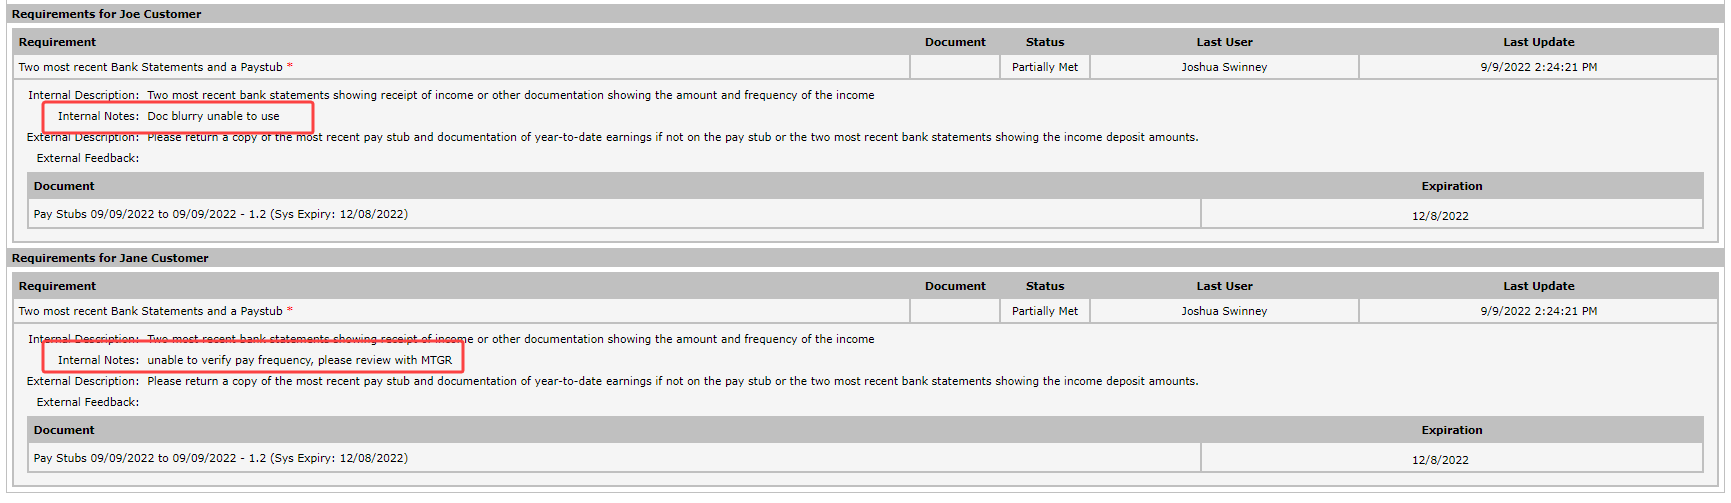 Requirements for Joe Customer
Requirement Document Status Last User Last Update
Two most recent Bank Statements and a Paystub * Partially Met Joshua Swinney 9/9/2022 2:24:21 PM
Internal Description: Two most recent bank statements showing receipt of income or other documentation showing the amount and frequency of the income
Internal Notes: Doc blurry unable to use
External Description: Please return a copy of the most recent pay stub and documentation of year-to-date earnings if not on the pay stub or the two most recent bank statements showing the income deposit amounts.
External Feedback:
Document Expiration
Pay Stubs 09/09/2022 to 09/09/2022 - 1.2 (Sys Expiry: 12/08/2022) 12/8/2022
Requirements for Jane Customer
Requirement Document Status Last User Last Update
Two most recent Bank Statements and a Paystub * Partially Met Joshua Swinney 9/9/2022 2:24:21 PM
Internal Description: Two most recent bank statements showing receipt of income or other documentation showing the amount and frequency of the income
Internal Notes: unable to verify pay frequency, please review with MTGR
External Description: Please return a copy of the most recent pay stub and documentation of year-to-date earnings if not on the pay stub or the two most recent bank statements showing the income deposit amounts.
External Feedback:
Document Expiration
Pay Stubs 09/09/2022 to 09/09/2022 - 1.2 (Sys Expiry: 12/08/2022) 12/8/2022